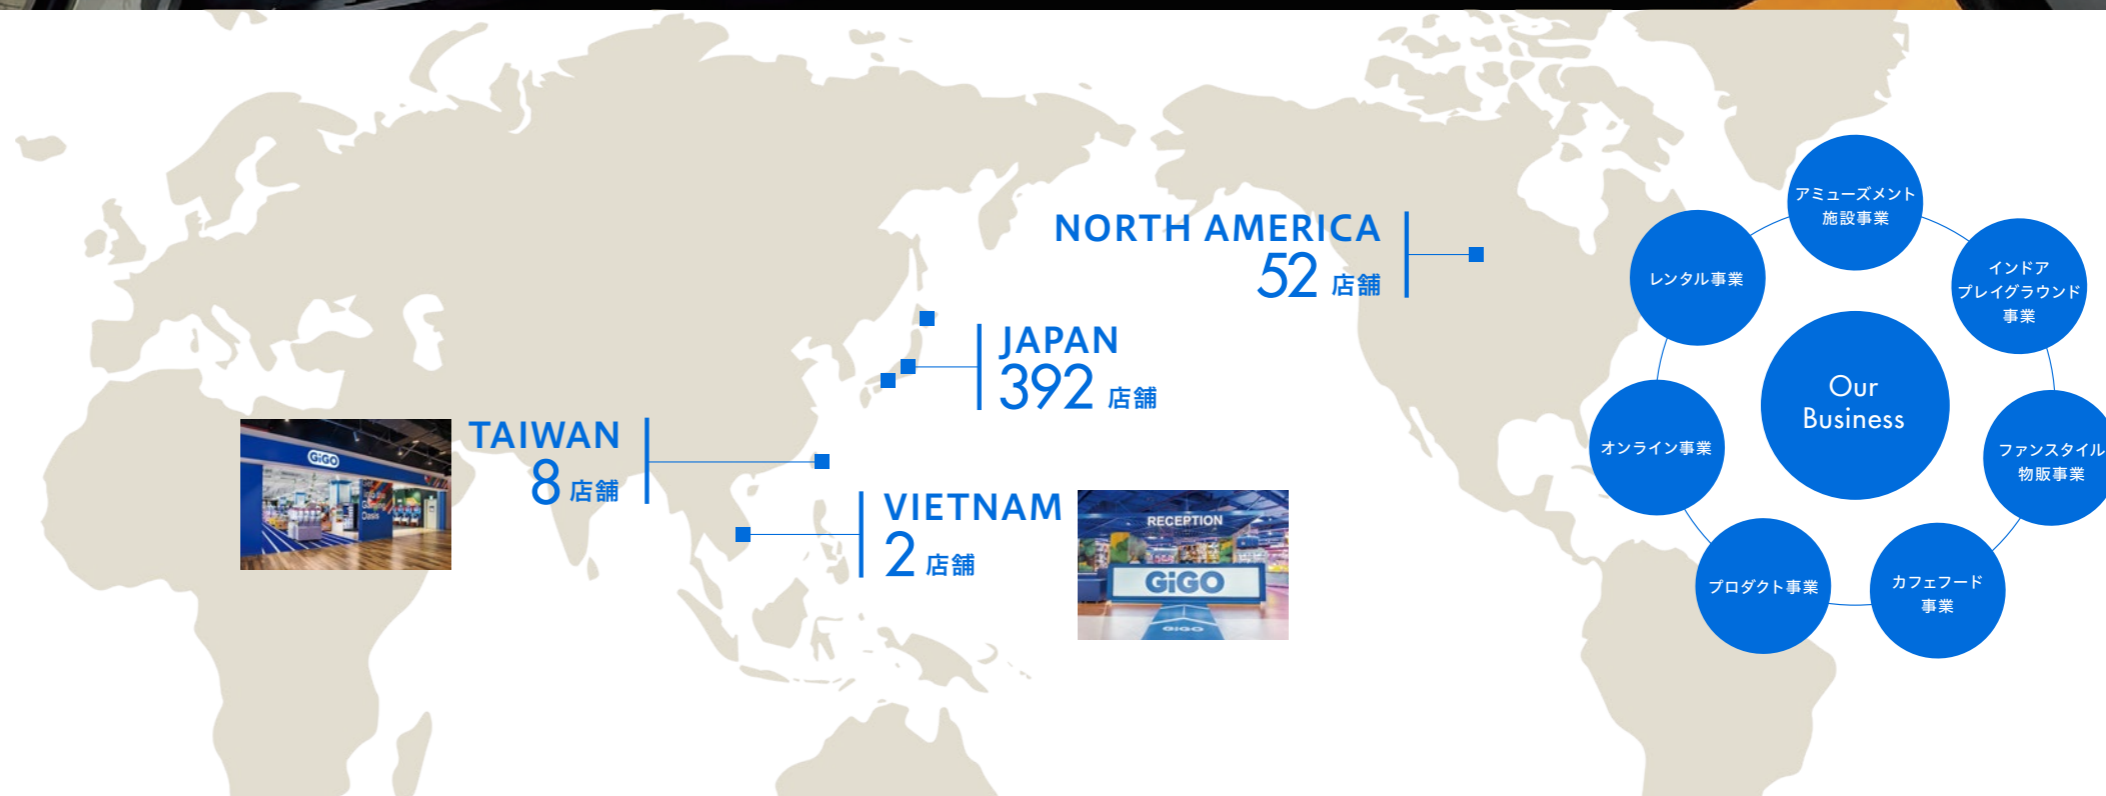 NORTH AMERICA
52 店舗
JAPAN
392 店舗
TAIWAN
8 店舗
VIETNAM
2 店舗
GiGO
Oasis
RECEPTION
GiGO
GiGO
Our
Business
アミューズメント
施設事業
インドア
プレイグラウンド
事業
ファンスタイル
物販事業
カフェフード
事業
プロダクト事業
オンライン事業
レンタル事業